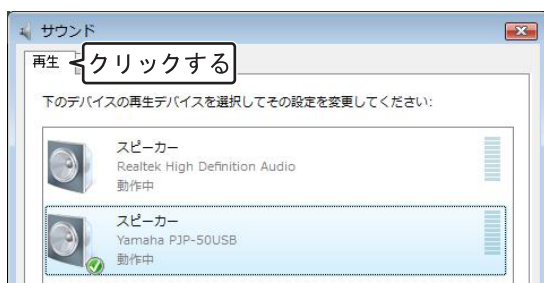 サウンド
再生
クリックする
下のデバイスの再生デバイスを選択してその設定を変更してください:
スピーカー
Realtek High Definition Audio
動作中
スピーカー
Yamaha PJP-50USB
動作中